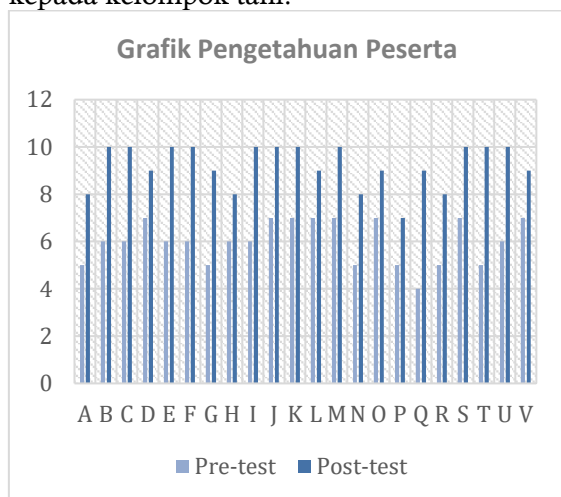 kepada kelompok tani.
Grafik Pengetahuan Peserta
12
10
8
6
4
2
0
A B C D E F G H I J K L M N O P Q R S T U V
Pre-test Post-test